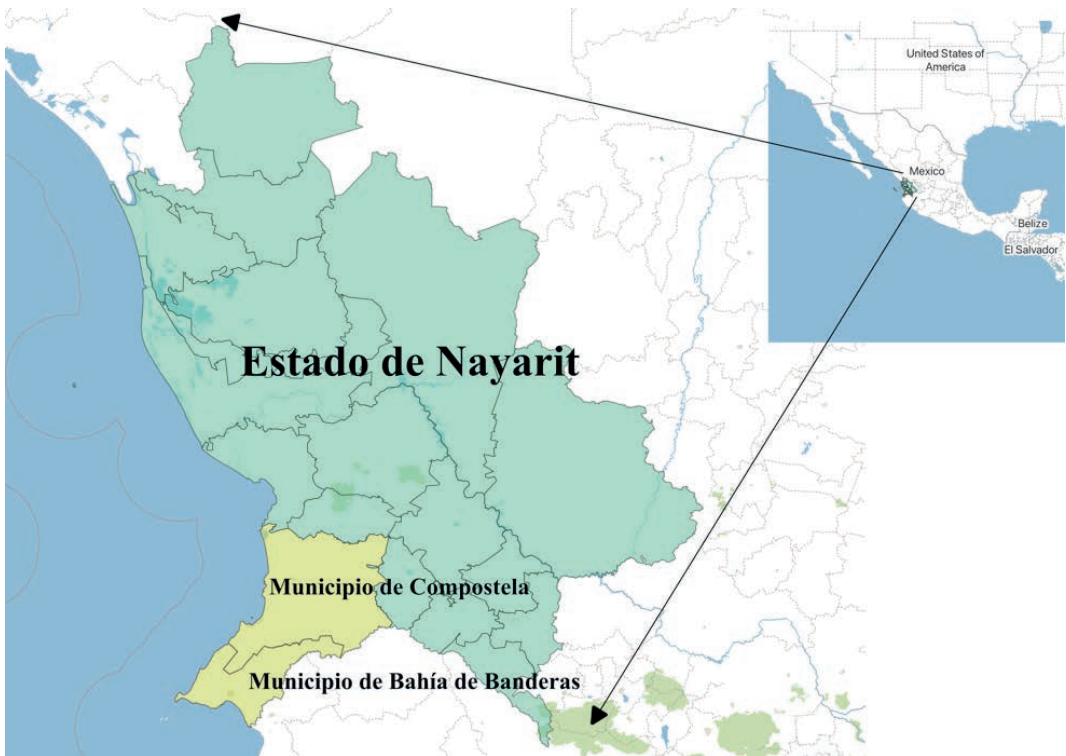 United States of
America
Mexico
Belize
El Salvador
Estado de Nayarit
Municipio de Compostela
Municipio de Bahía de Banderas